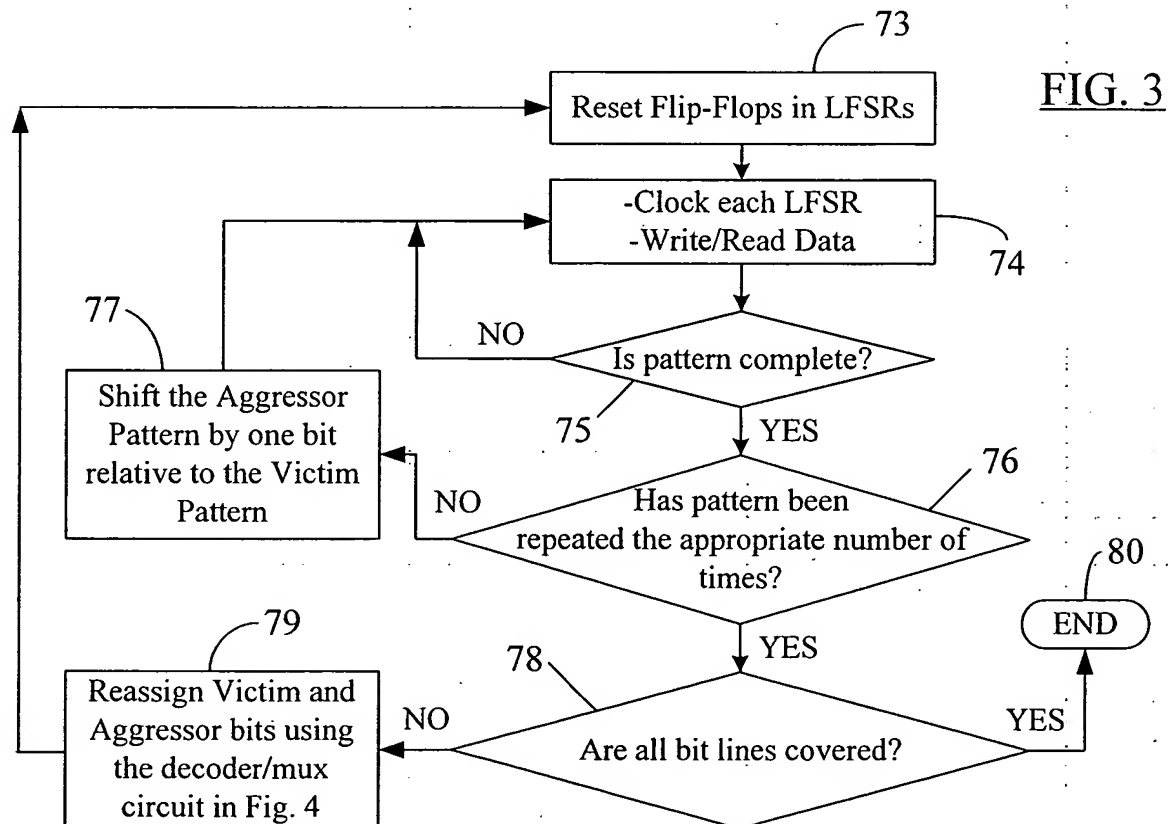 73
FIG. 3
Reset Flip-Flops in LFSRs
-Clock each LFSR
-Write/Read Data
74
77
NO
Is pattern complete?
75
Shift the Aggressor
Pattern by one bit
relative to the Victim
Pattern
YES
76
NO
Has pattern been
repeated the appropriate number of
times?
80
END
79
78
YES
Reassign Victim and
Aggressor bits using
the decoder/mux
circuit in Fig. 4
NO
Are all bit lines covered?
YES